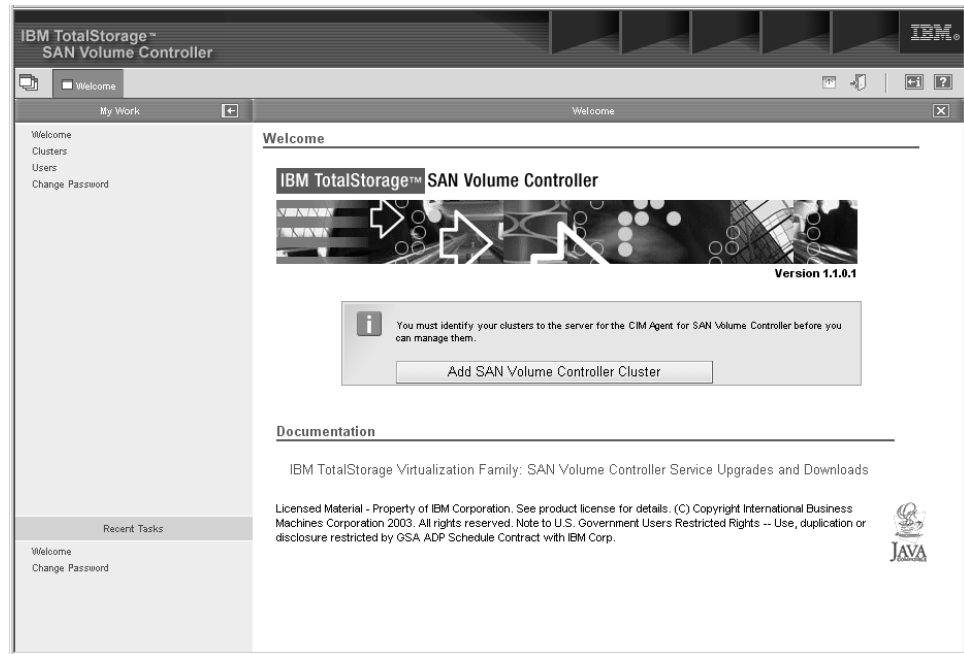 IBM TotalStorage™
SAN Volume Controller
IBM®
Welcome
My Work
Welcome
Welcome
Clusters
Users
Change Password
Welcome
IBM TotalStorage™ SAN Volume Controller
Version 1.1.0.1
You must identify your clusters to the server for the CIM Agent for SAN Volume Controller before you
can manage them.
Add SAN Volume Controller Cluster
Documentation
IBM TotalStorage Virtualization Family: SAN Volume Controller Service Upgrades and Downloads
Licensed Material - Property of IBM Corporation. See product license for details. (C) Copyright International Business
Machines Corporation 2003. All rights reserved. Note to U.S. Government Users Restricted Rights -- Use, duplication or
disclosure restricted by GSA ADP Schedule Contract with IBM Corp.
JAVA
COMPATIBLE
Recent Tasks
Welcome
Change Password